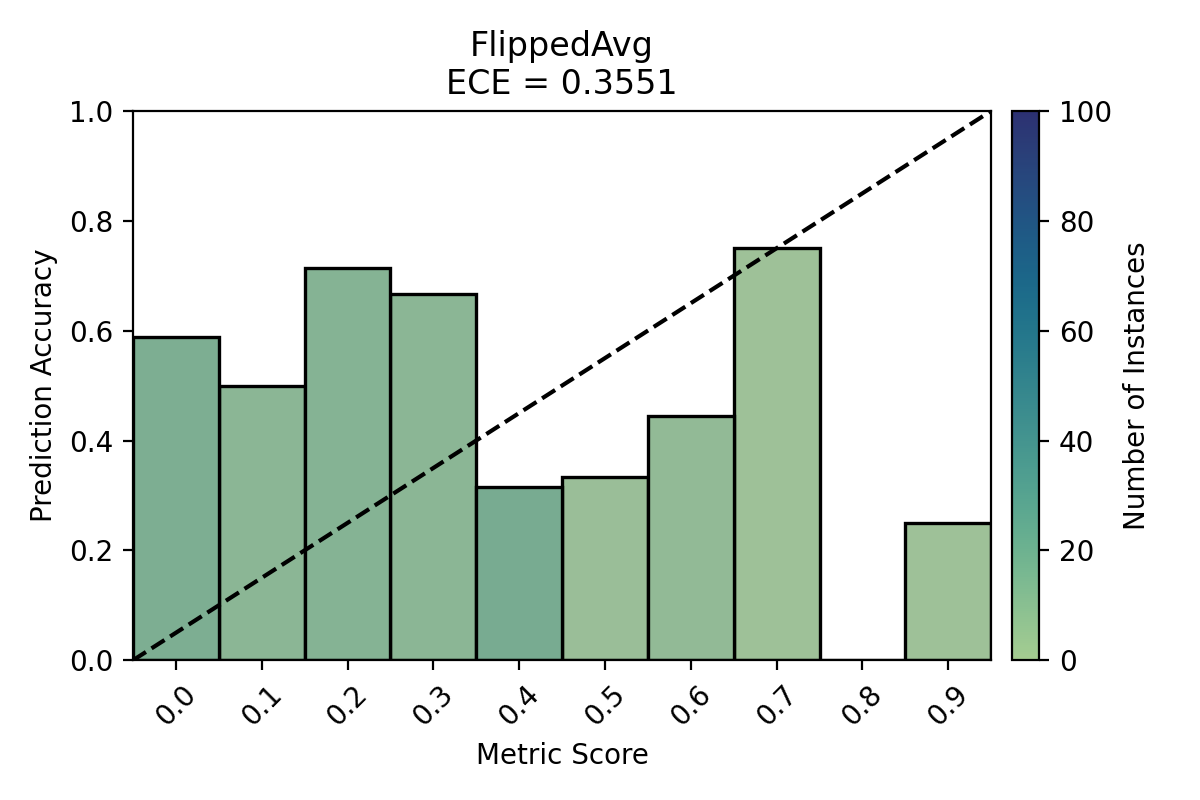 FlippedAvg
ECE = 0.3551
Prediction Accuracy
1.0
0.8
0.6
0.4
0.2
0.0
0.0 0.1 0.2 0.3 0.4 0.5 0.6 0.7 0.8 0.9
Metric Score
100
80
60
40
20
0
Number of Instances